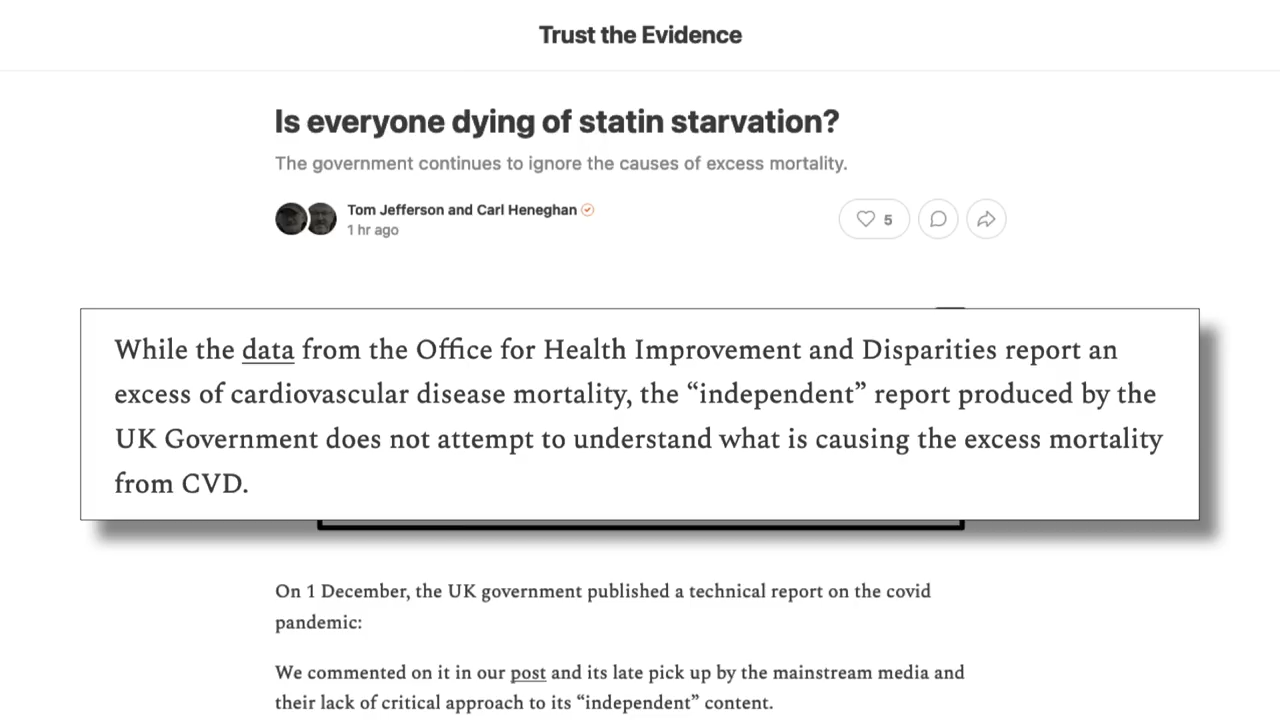 Trust the Evidence
Is everyone dying of statin starvation?
The government continues to ignore the causes of excess mortality.
Tom Jefferson and Carl Heneghan
1 hr ago
5
While the data from the Office for Health Improvement and Disparities report an
excess of cardiovascular disease mortality, the “independent” report produced by the
UK Government does not attempt to understand what is causing the excess mortality
from CVD.
On 1 December, the UK government published a technical report on the covid
pandemic:
We commented on it in our post and its late pick up by the mainstream media and
their lack of critical approach to its “independent” content.